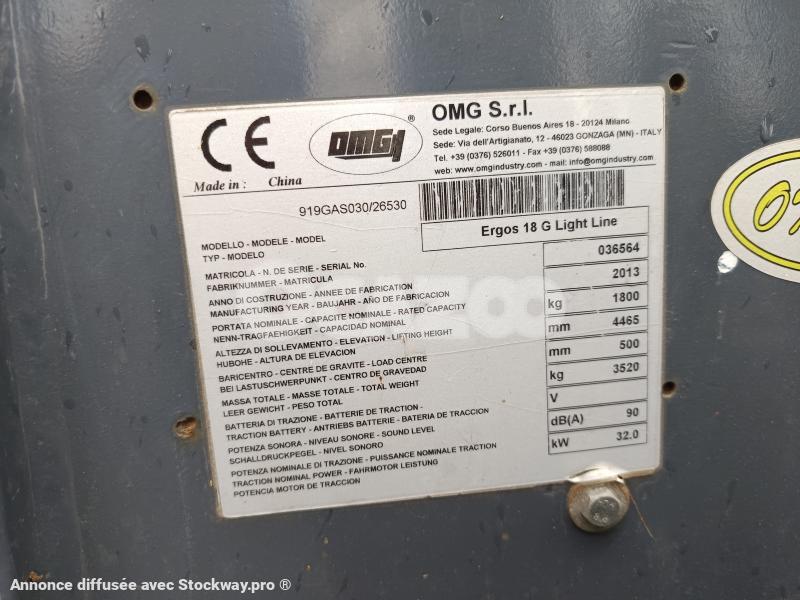 CE
OMG
®
OMG S.r.l.
Sede Legale: Corso Buenos Aires 18 - 20124 Milano
Sede: Via dell'Artigianato, 12 - 46023 GONZAGA (MN) - ITALY
Tel. +39 (0376) 526011 - Fax +39 (0376) 588088
web: www.omgindustry.com - mail: info@omgindustry.com
Made in : China
919GAS030/26530
MODELLO - MODELE - MODEL
TYP - MODELO
Ergos 18 G Light Line
MATRICOLA - N. DE SERIE - SERIAL No.
FABRIKNUMMER - MATRICULA
036564
ANNO DI COSTRUZIONE - ANNEE DE FABRICATION
MANUFACTURING YEAR - BAUJAHR - AÑO DE FABRICACION
2013
PORTATA NOMINALE - CAPACITE NOMINALE - RATED CAPACITY
NENN-TRAGFAEHIGKEIT - CAPACIDAD NOMINAL
kg 1800
ALTEZZA DI SOLLEVAMENTO - ELEVATION - LIFTING HEIGHT
HUBOHE - ALTURA DE ELEVACION
mm 4465
BARICENTRO - CENTRE DE GRAVITE - LOAD CENTRE
BEI LASTUSCHWERPUNKT - CENTRO DE GRAVEDAD
mm 500
MASSA TOTALE - MASSE TOTALE - TOTAL WEIGHT
LEER GEWICHT - PESO TOTAL
kg 3520
BATTERIA DI TRAZIONE - BATTERIE DE TRACTION -
TRACTION BATTERY - ANTRIEBS BATTERIE - BATERIA DE TRACCION
V
POTENZA SONORA - NIVEAU SONORE - SOUND LEVEL
SCHALLDRUCKPEGEL - NIVEL SONORO
dB(A) 90
POTENZA NOMINALE DI TRAZIONE - PUISSANCE NOMINALE TRACTION
TRACTION NOMINAL POWER - FAHRMOTOR LEISTUNG
POTENCIA MOTOR DE TRACCION
kW 32.0
Annonce diffusée avec Stockway.pro ®